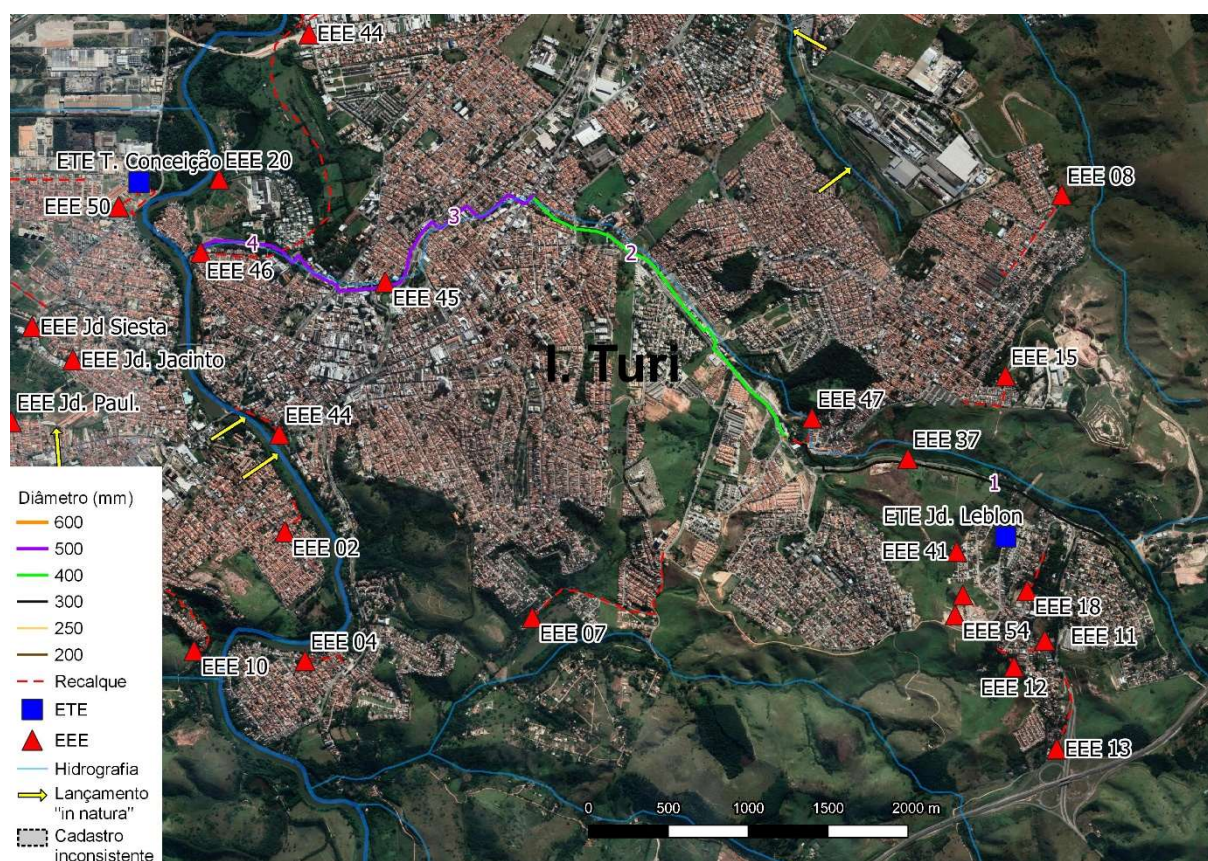 EEE 44
ETE T. Conceição
EEE 20
EEE 50
EEE 08
3
4
2
EEE 46
EEE 45
EEE Jd Siesta
EEE Jd. Jacinto
I. Turi
EEE 15
EEE Jd. Paul.
EEE 47
EEE 44
EEE 37
1
ETE Jd. Leblon
EEE 02
EEE 41
EEE 18
EEE 07
EEE 54
EEE 11
EEE 10
EEE 04
EEE 12
EEE 13
Diâmetro (mm)
600
500
400
300
250
200
Recalque
ETE
EEE
Hidrografia
Lançamento
"in natura"
Cadastro
inconsistente
0 500 1000 1500 2000 m